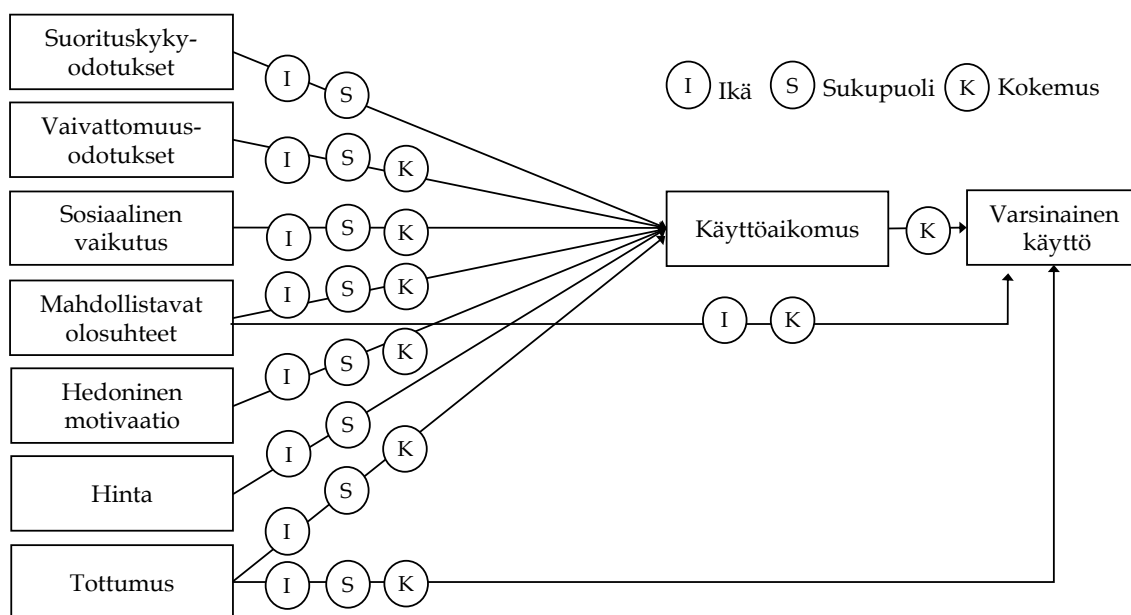 Suorituskyky-
odotukset
I
S
I Ikä S Sukupuoli K Kokemus
Vaivattomuus-
odotukset
I
S
K
Sosiaalinen
vaikutus
I
S
K
Käyttöaikomus
K
Varsinainen
käyttö
Mahdollistavat
olosuhteet
I
S
K
I
K
Hedoninen
motivaatio
I
S
K
Hinta
I
S
Tottumus
I
S
K
I
S
K